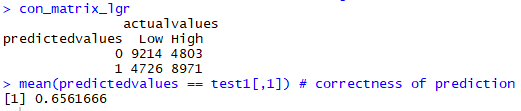 > con_matrix_lgr
actualvalues
predictedvalues Low High
0 9214 4803
1 4726 8971
> mean(predictedvalues == test1[,1]) # correctness of prediction
[1] 0.6561666